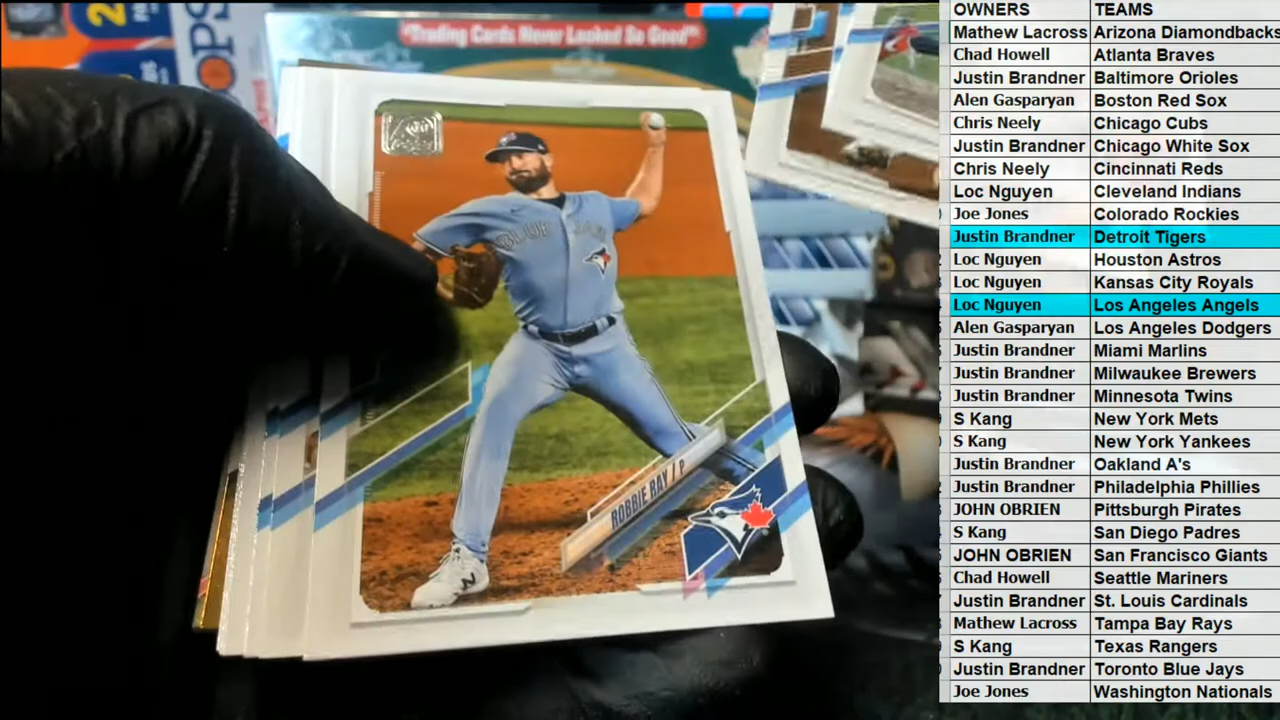 "Trading Cards Never Looked So Good"
OPS
2
BLUE JAYS
ROBBIE RAY / P
OWNERS TEAMS
Mathew Lacross Arizona Diamondbacks
Chad Howell Atlanta Braves
Justin Brandner Baltimore Orioles
Alen Gasparyan Boston Red Sox
Chris Neely Chicago Cubs
Justin Brandner Chicago White Sox
Chris Neely Cincinnati Reds
Loc Nguyen Cleveland Indians
Joe Jones Colorado Rockies
Justin Brandner Detroit Tigers
Loc Nguyen Houston Astros
Loc Nguyen Kansas City Royals
Loc Nguyen Los Angeles Angels
Alen Gasparyan Los Angeles Dodgers
Justin Brandner Miami Marlins
Justin Brandner Milwaukee Brewers
Justin Brandner Minnesota Twins
S Kang New York Mets
S Kang New York Yankees
Justin Brandner Oakland A's
Justin Brandner Philadelphia Phillies
JOHN OBRIEN Pittsburgh Pirates
S Kang San Diego Padres
JOHN OBRIEN San Francisco Giants
Chad Howell Seattle Mariners
Justin Brandner St. Louis Cardinals
Mathew Lacross Tampa Bay Rays
S Kang Texas Rangers
Justin Brandner Toronto Blue Jays
Joe Jones Washington Nationals